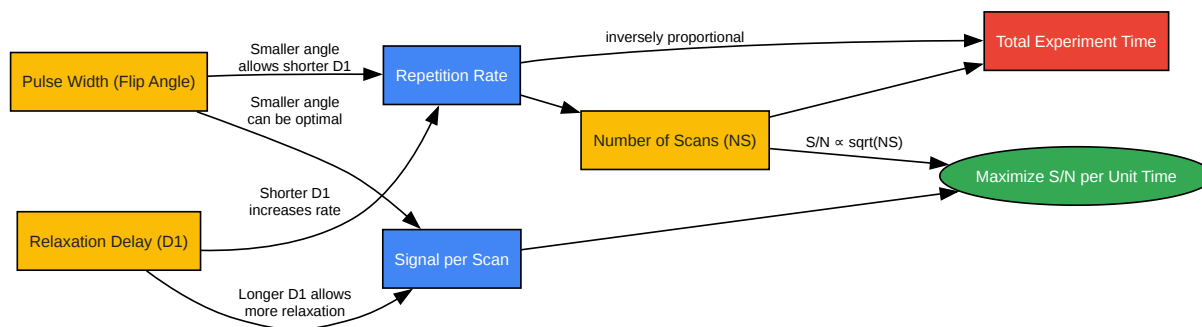 Pulse Width (Flip Angle)
Smaller angle
allows shorter D1
Repetition Rate
inversely proportional
Total Experiment Time
Smaller angle
can be optimal
Number of Scans (NS)
S/N ∝ sqrt(NS)
Maximize S/N per Unit Time
Relaxation Delay (D1)
Shorter D1
increases rate
Signal per Scan
Longer D1 allows
more relaxation